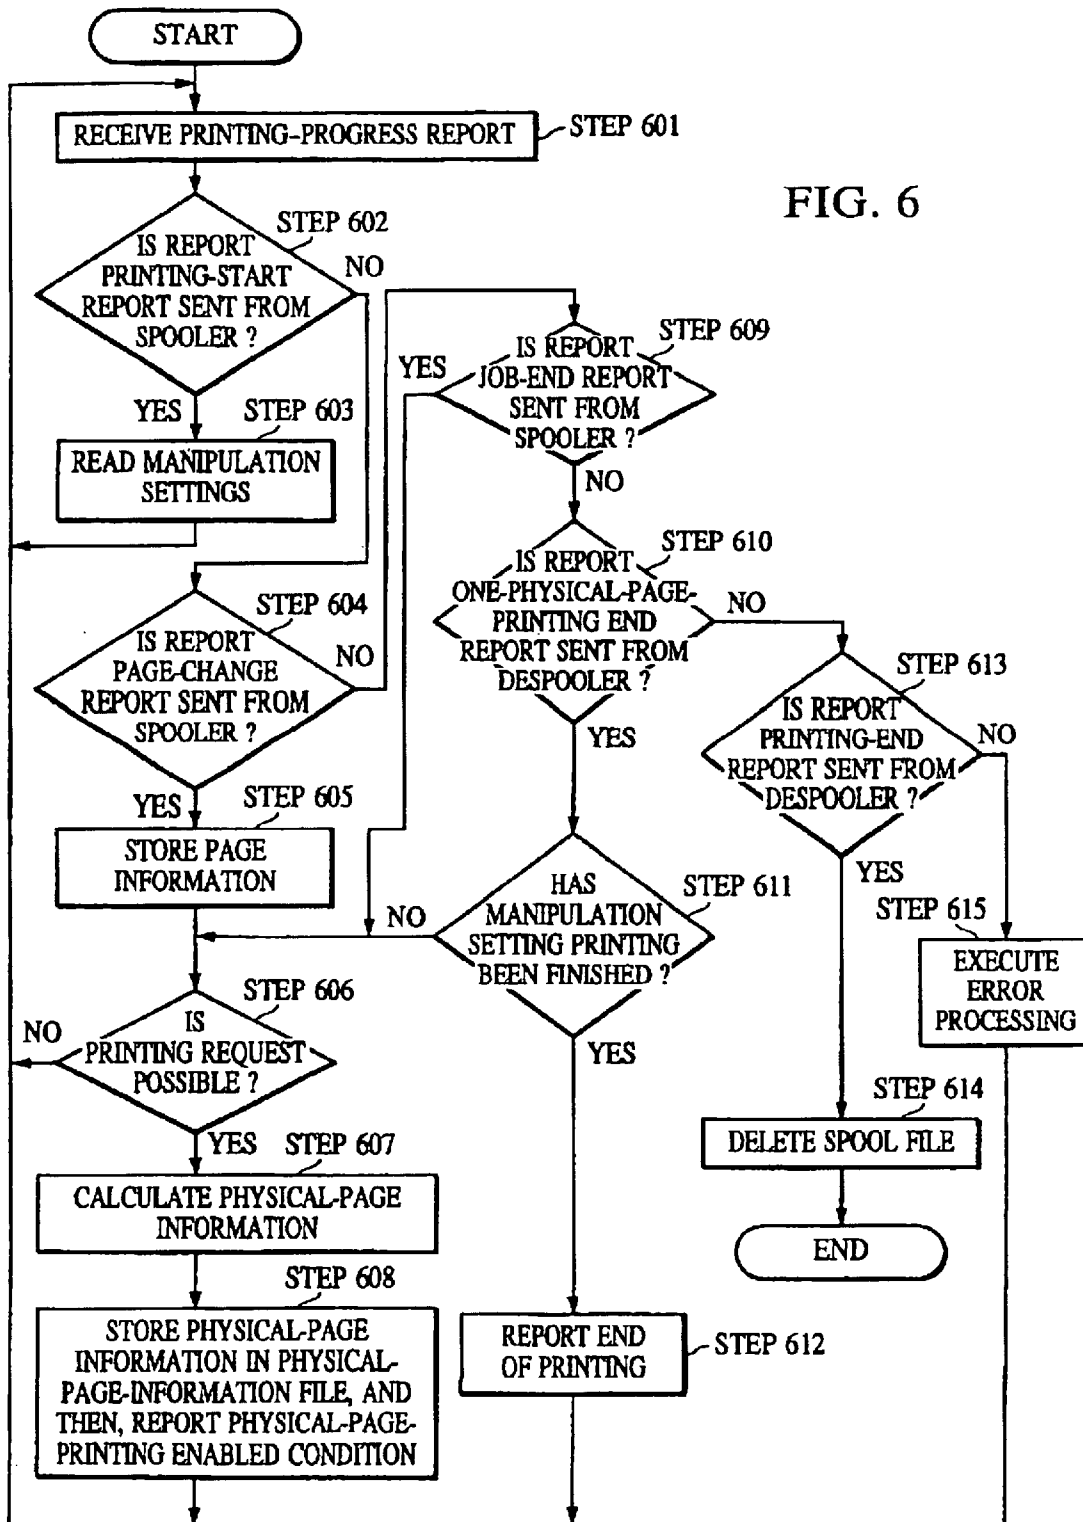 START
RECEIVE PRINTING-PROGRESS REPORT
STEP 601
FIG. 6
STEP 602
IS REPORT
PRINTING-START
REPORT SENT FROM
SPOOLER ?
NO
YES
STEP 603
READ MANIPULATION
SETTINGS
STEP 604
IS REPORT
PAGE-CHANGE
REPORT SENT FROM
SPOOLER ?
NO
YES
STEP 605
STORE PAGE
INFORMATION
STEP 606
IS
PRINTING REQUEST
POSSIBLE ?
NO
YES
STEP 607
CALCULATE PHYSICAL-PAGE
INFORMATION
STEP 608
STORE PHYSICAL-PAGE
INFORMATION IN PHYSICAL-
PAGE-INFORMATION FILE, AND
THEN, REPORT PHYSICAL-PAGE-
PRINTING ENABLED CONDITION
STEP 609
IS REPORT
JOB-END REPORT
SENT FROM
SPOOLER ?
YES
NO
STEP 610
IS REPORT
ONE-PHYSICAL-PAGE-
PRINTING END
REPORT SENT FROM
DESPOOLER ?
NO
YES
STEP 611
HAS
MANIPULATION
SETTING PRINTING
BEEN FINISHED ?
NO
YES
REPORT END
OF PRINTING
STEP 612
STEP 613
IS REPORT
PRINTING-END
REPORT SENT FROM
DESPOOLER ?
NO
YES
STEP 615
EXECUTE
ERROR
PROCESSING
STEP 614
DELETE SPOOL FILE
END